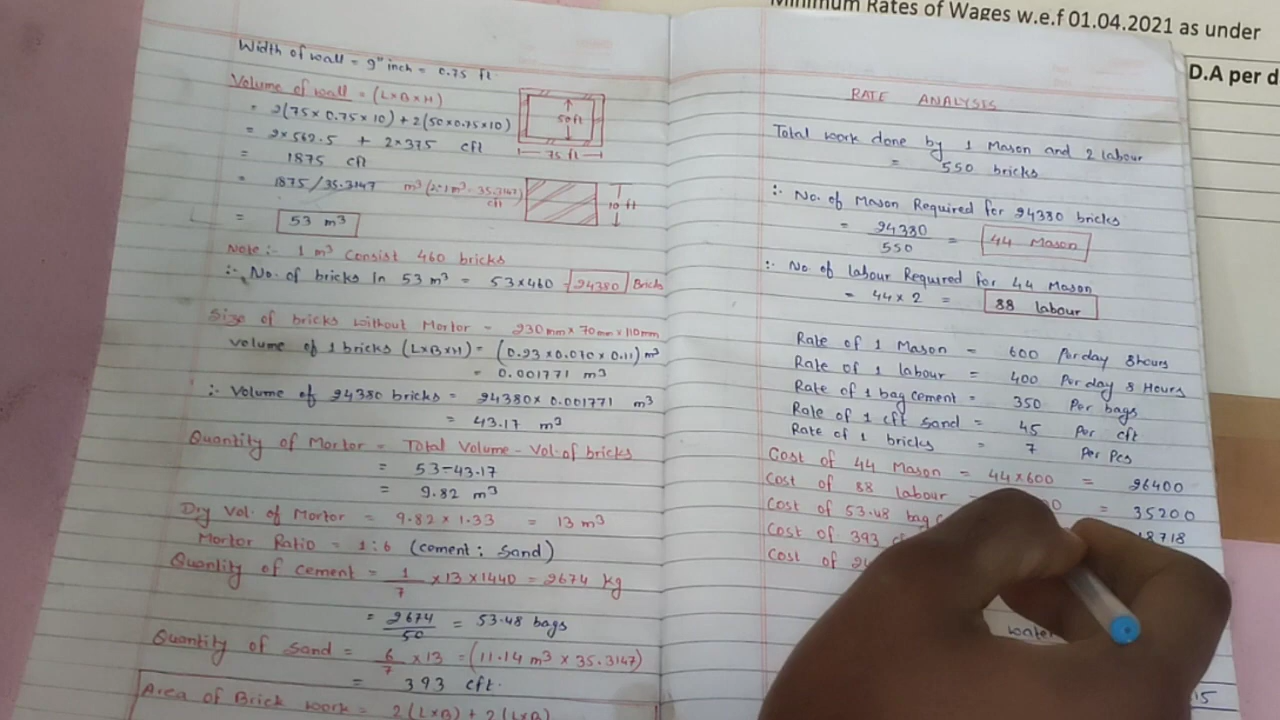 Minimum Rates of Wages w.e.f 01.04.2021 as under
D.A per d
Width of wall = 9" inch = 0.75 ft.
Volume of wall = (L×B×H)
= 2(75×0.75×10) + 2(50×0.75×10)
= 2×562.5 + 2×375 cft
= 1875 cft
= 1875/35.3147 m³ (∵ 1m³ = 35.3147) cft
= 53 m³
50ft
75 ft
10 ft
Note:- 1 m³ Consist 460 bricks
∴ No. of bricks In 53 m³ = 53×460 = 24380 Bricks
Size of bricks without Mortor = 230mm × 70mm × 110mm
Volume of 1 bricks (L×B×H) = (0.23×0.070×0.11) m³
= 0.001771 m³
∴ Volume of 24380 bricks = 24380×0.001771 m³
= 43.17 m³
Quantity of Mortor = Total Volume - Vol. of bricks
= 53-43.17
= 9.82 m³
Dry Vol. of Mortor = 9.82×1.33 = 13 m³
Mortor Ratio = 1:6 (cement: Sand)
Quantity of cement = 1/7 ×13×1440 = 2674 kg
= 2674/50 = 53.48 bags
Quantity of Sand = 6/7 ×13 = (11.14 m³ × 35.3147)
= 393 cft.
Area of Brick work = 2(L×B) + 2(L×B)
RATE ANALYSIS
Total work done by 1 Mason and 2 labour
= 550 bricks
∴ No. of Mason Required for 24380 bricks
= 24380/550 = 44 Mason
∴ No of labour Required for 44 Mason
= 44×2 = 88 labour
Rate of 1 Mason = 600 Per day 8hours
Rate of 1 labour = 400 Per day 8 Hours
Rate of 1 bag cement = 350 Per bags
Rate of 1 cft sand = 45 Per cft
Rate of 1 bricks = 7 Per Pcs
Cost of 44 Mason = 44×600 = 26400
Cost of 88 labour = 00 = 35200
Cost of 53.48 bag 18718
Cost of 393
Cost of
water
15